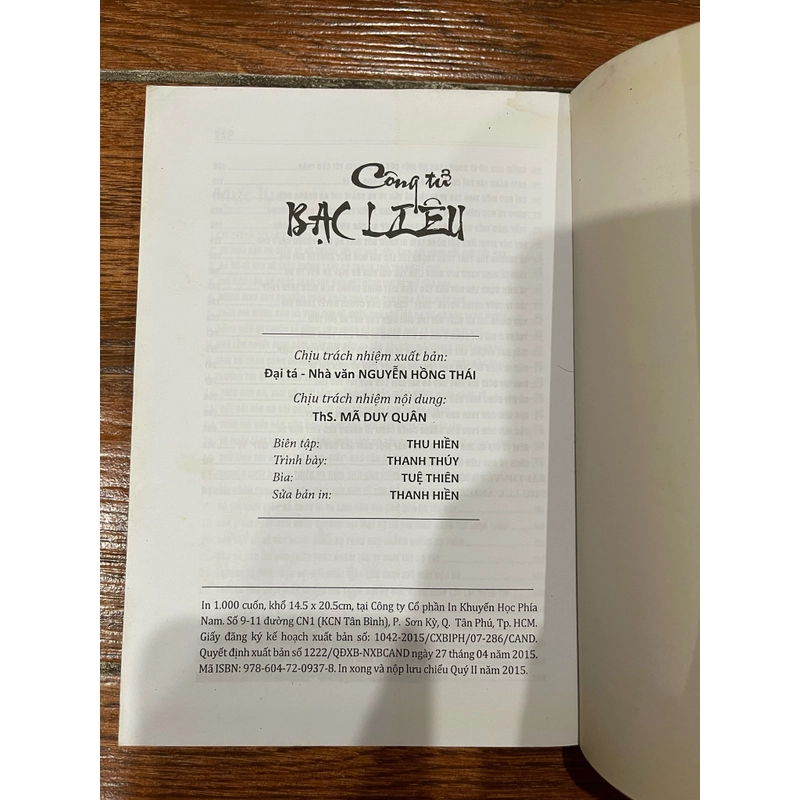 Công tử
BẠC LIÊU
Chịu trách nhiệm xuất bản:
Đại tá - Nhà văn NGUYỄN HỒNG THÁI
Chịu trách nhiệm nội dung:
ThS. MÃ DUY QUÂN
Biên tập: THU HIỀN
Trình bày: THANH THÚY
Bìa: TUỆ THIÊN
Sửa bản in: THANH HIỀN
In 1.000 cuốn, khổ 14.5 x 20.5cm, tại Công ty Cổ phần In Khuyến Học Phía
Nam. Số 9-11 đường CN1 (KCN Tân Bình), P. Sơn Kỳ, Q. Tân Phú, Tp. HCM.
Giấy đăng ký kế hoạch xuất bản số: 1042-2015/CXBIPH/07-286/CAND.
Quyết định xuất bản số 1222/QĐXB-NXBCAND ngày 27 tháng 04 năm 2015.
Mã ISBN: 978-604-72-0937-8. In xong và nộp lưu chiểu Quý II năm 2015.